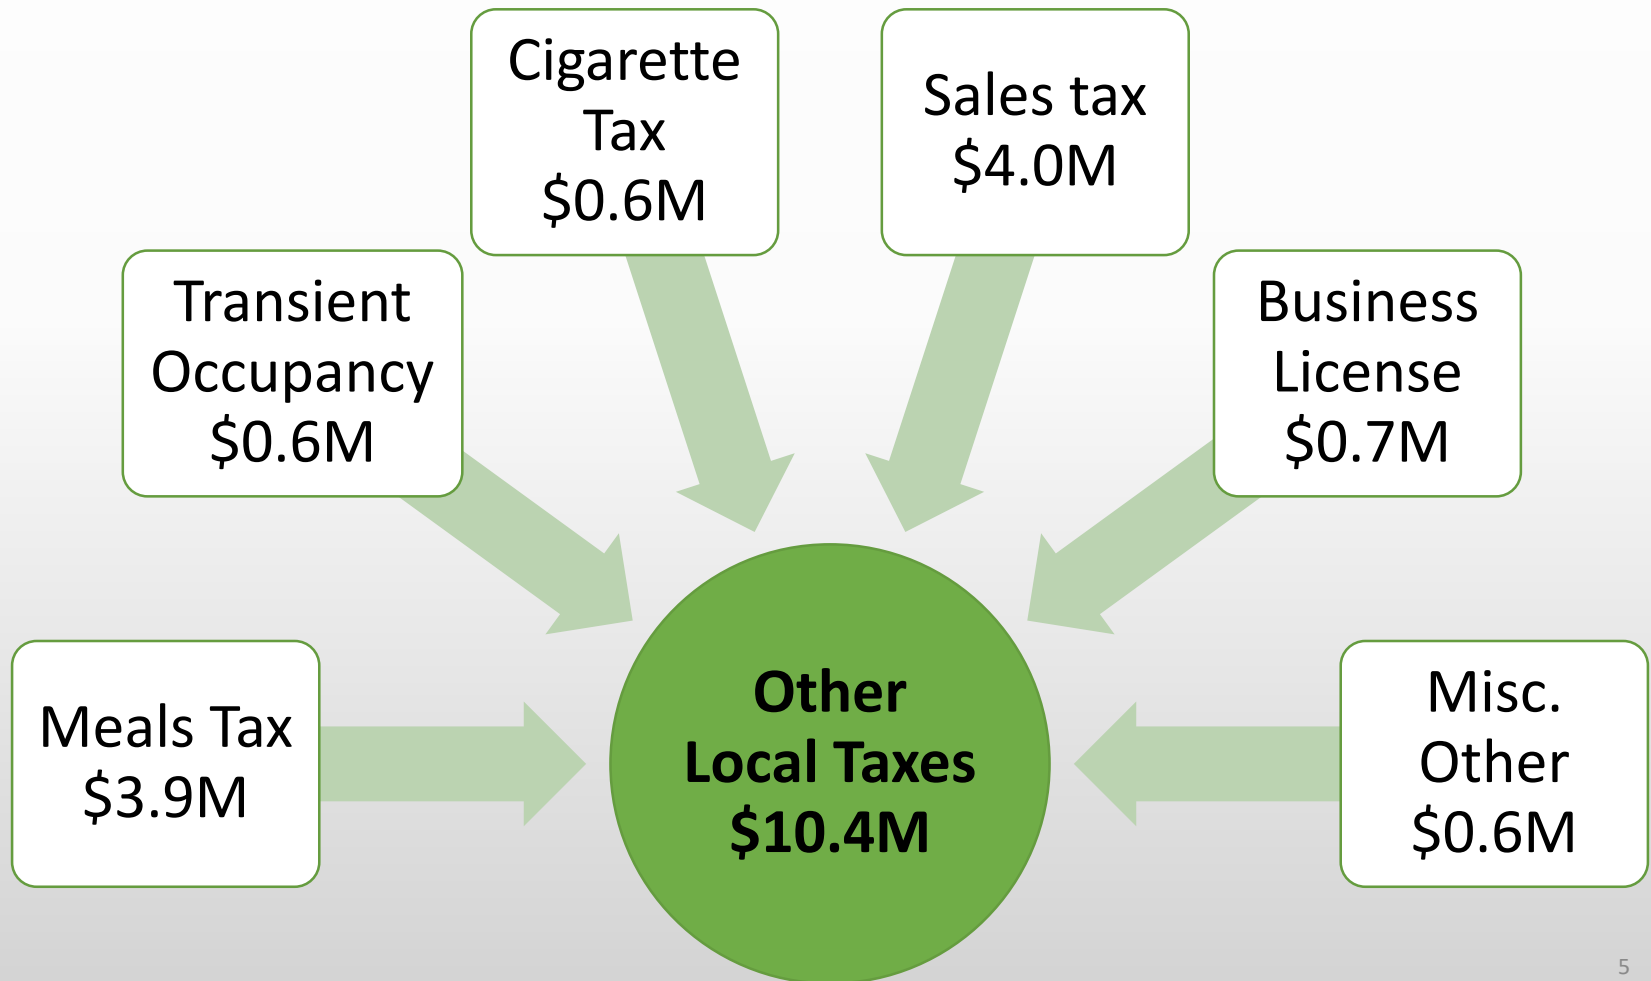 Cigarette
Tax
$0.6M
Sales tax
$4.0M
Transient
Occupancy
$0.6M
Business
License
$0.7M
Meals Tax
$3.9M
Other
Local Taxes
$10.4M
Misc.
Other
$0.6M
5